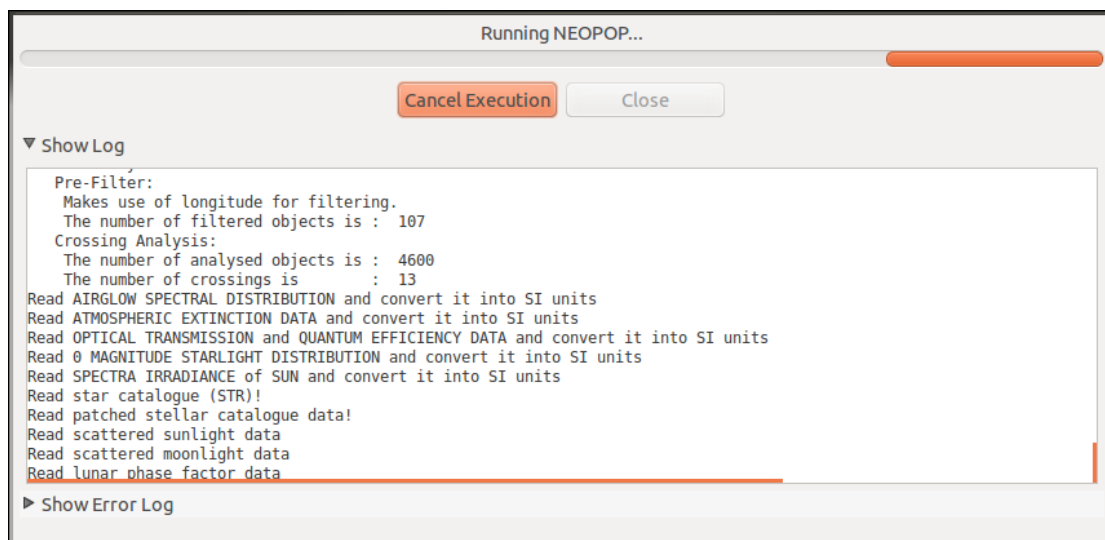 Running NEOPOP...
Cancel Execution
Close
Show Log
Pre-Filter:
Makes use of longitude for filtering.
The number of filtered objects is :  107
Crossing Analysis:
The number of analysed objects is :  4600
The number of crossings is        :  13
Read AIRGLOW SPECTRAL DISTRIBUTION and convert it into SI units
Read ATMOSPHERIC EXTINCTION DATA and convert it into SI units
Read OPTICAL TRANSMISSION and QUANTUM EFFICIENCY DATA and convert it into SI units
Read 0 MAGNITUDE STARLIGHT DISTRIBUTION and convert it into SI units
Read SPECTRA IRRADIANCE of SUN and convert it into SI units
Read star catalogue (STR)!
Read patched stellar catalogue data!
Read scattered sunlight data
Read scattered moonlight data
Read lunar phase factor data
Show Error Log